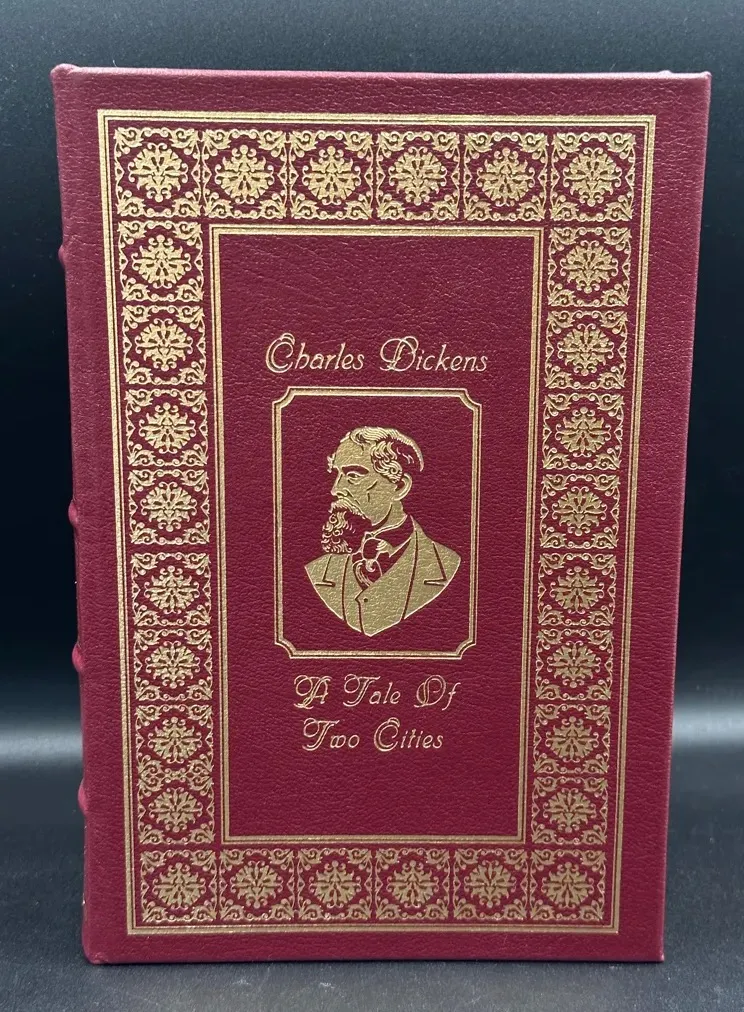 Charles Dickens
A Tale Of
Two Cities